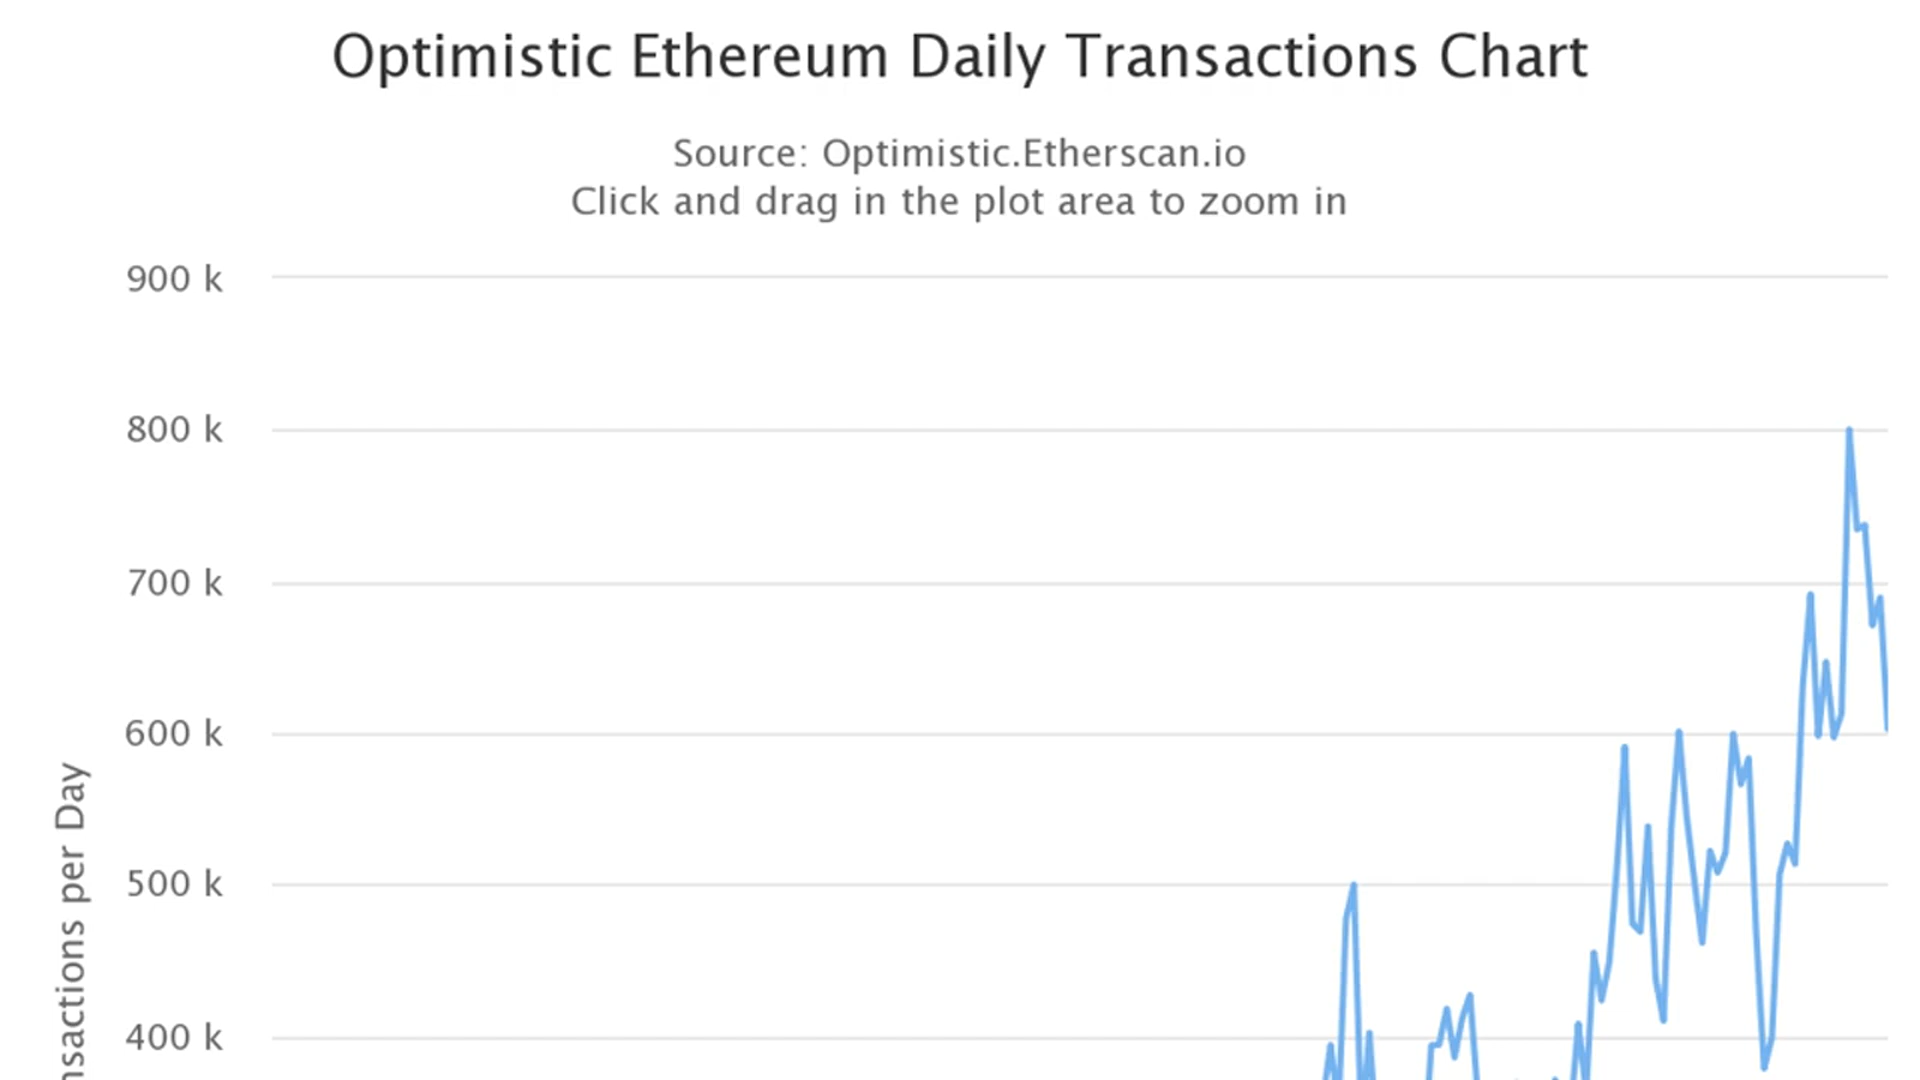 Optimistic Ethereum Daily Transactions Chart
Source: Optimistic.Etherscan.io
Click and drag in the plot area to zoom in
900 k
800 k
700 k
600 k
500 k
400 k
nsactions per Day